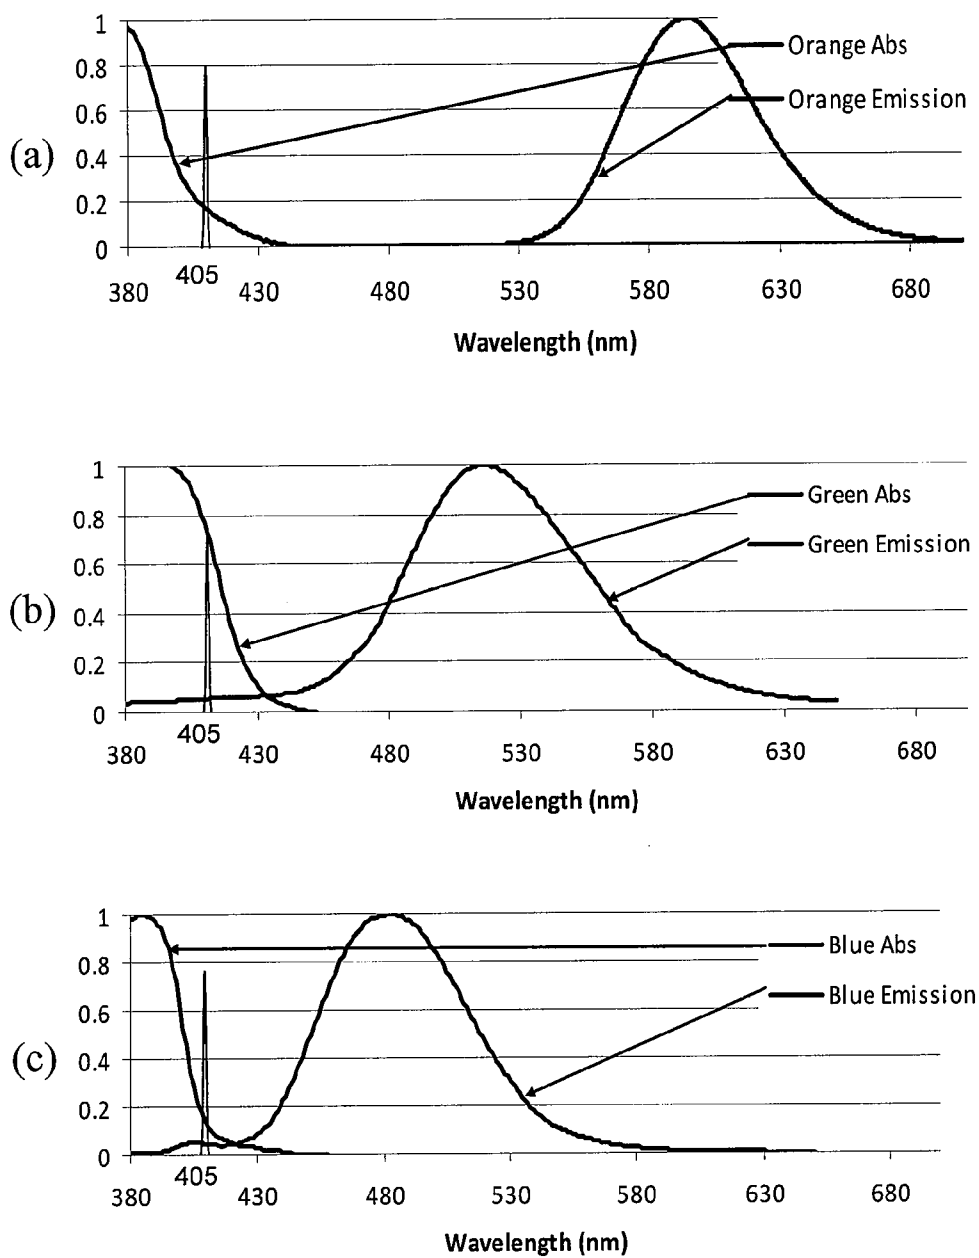 1
0.8
0.6
0.4
0.2
0
(a)
Orange Abs
Orange Emission
405
380 430 480 530 580 630 680
Wavelength (nm)
1
0.8
0.6
0.4
0.2
0
(b)
Green Abs
Green Emission
405
380 430 480 530 580 630 680
Wavelength (nm)
1
0.8
0.6
0.4
0.2
0
(c)
Blue Abs
Blue Emission
405
380 430 480 530 580 630 680
Wavelength (nm)